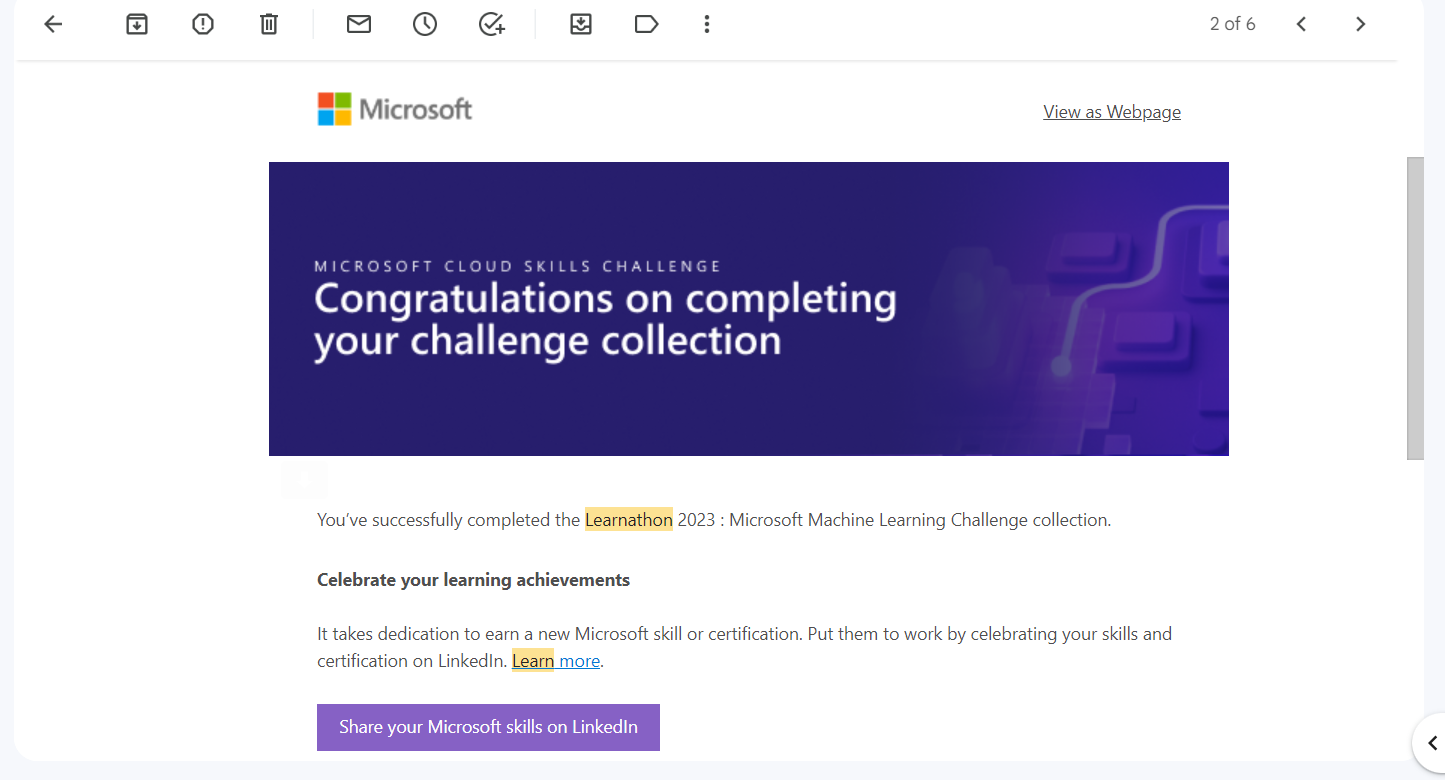 2 of 6
Microsoft
View as Webpage
MICROSOFT CLOUD SKILLS CHALLENGE
Congratulations on completing
your challenge collection
You've successfully completed the Learnathon 2023 : Microsoft Machine Learning Challenge collection.
Celebrate your learning achievements
It takes dedication to earn a new Microsoft skill or certification. Put them to work by celebrating your skills and
certification on LinkedIn. Learn more.
Share your Microsoft skills on LinkedIn